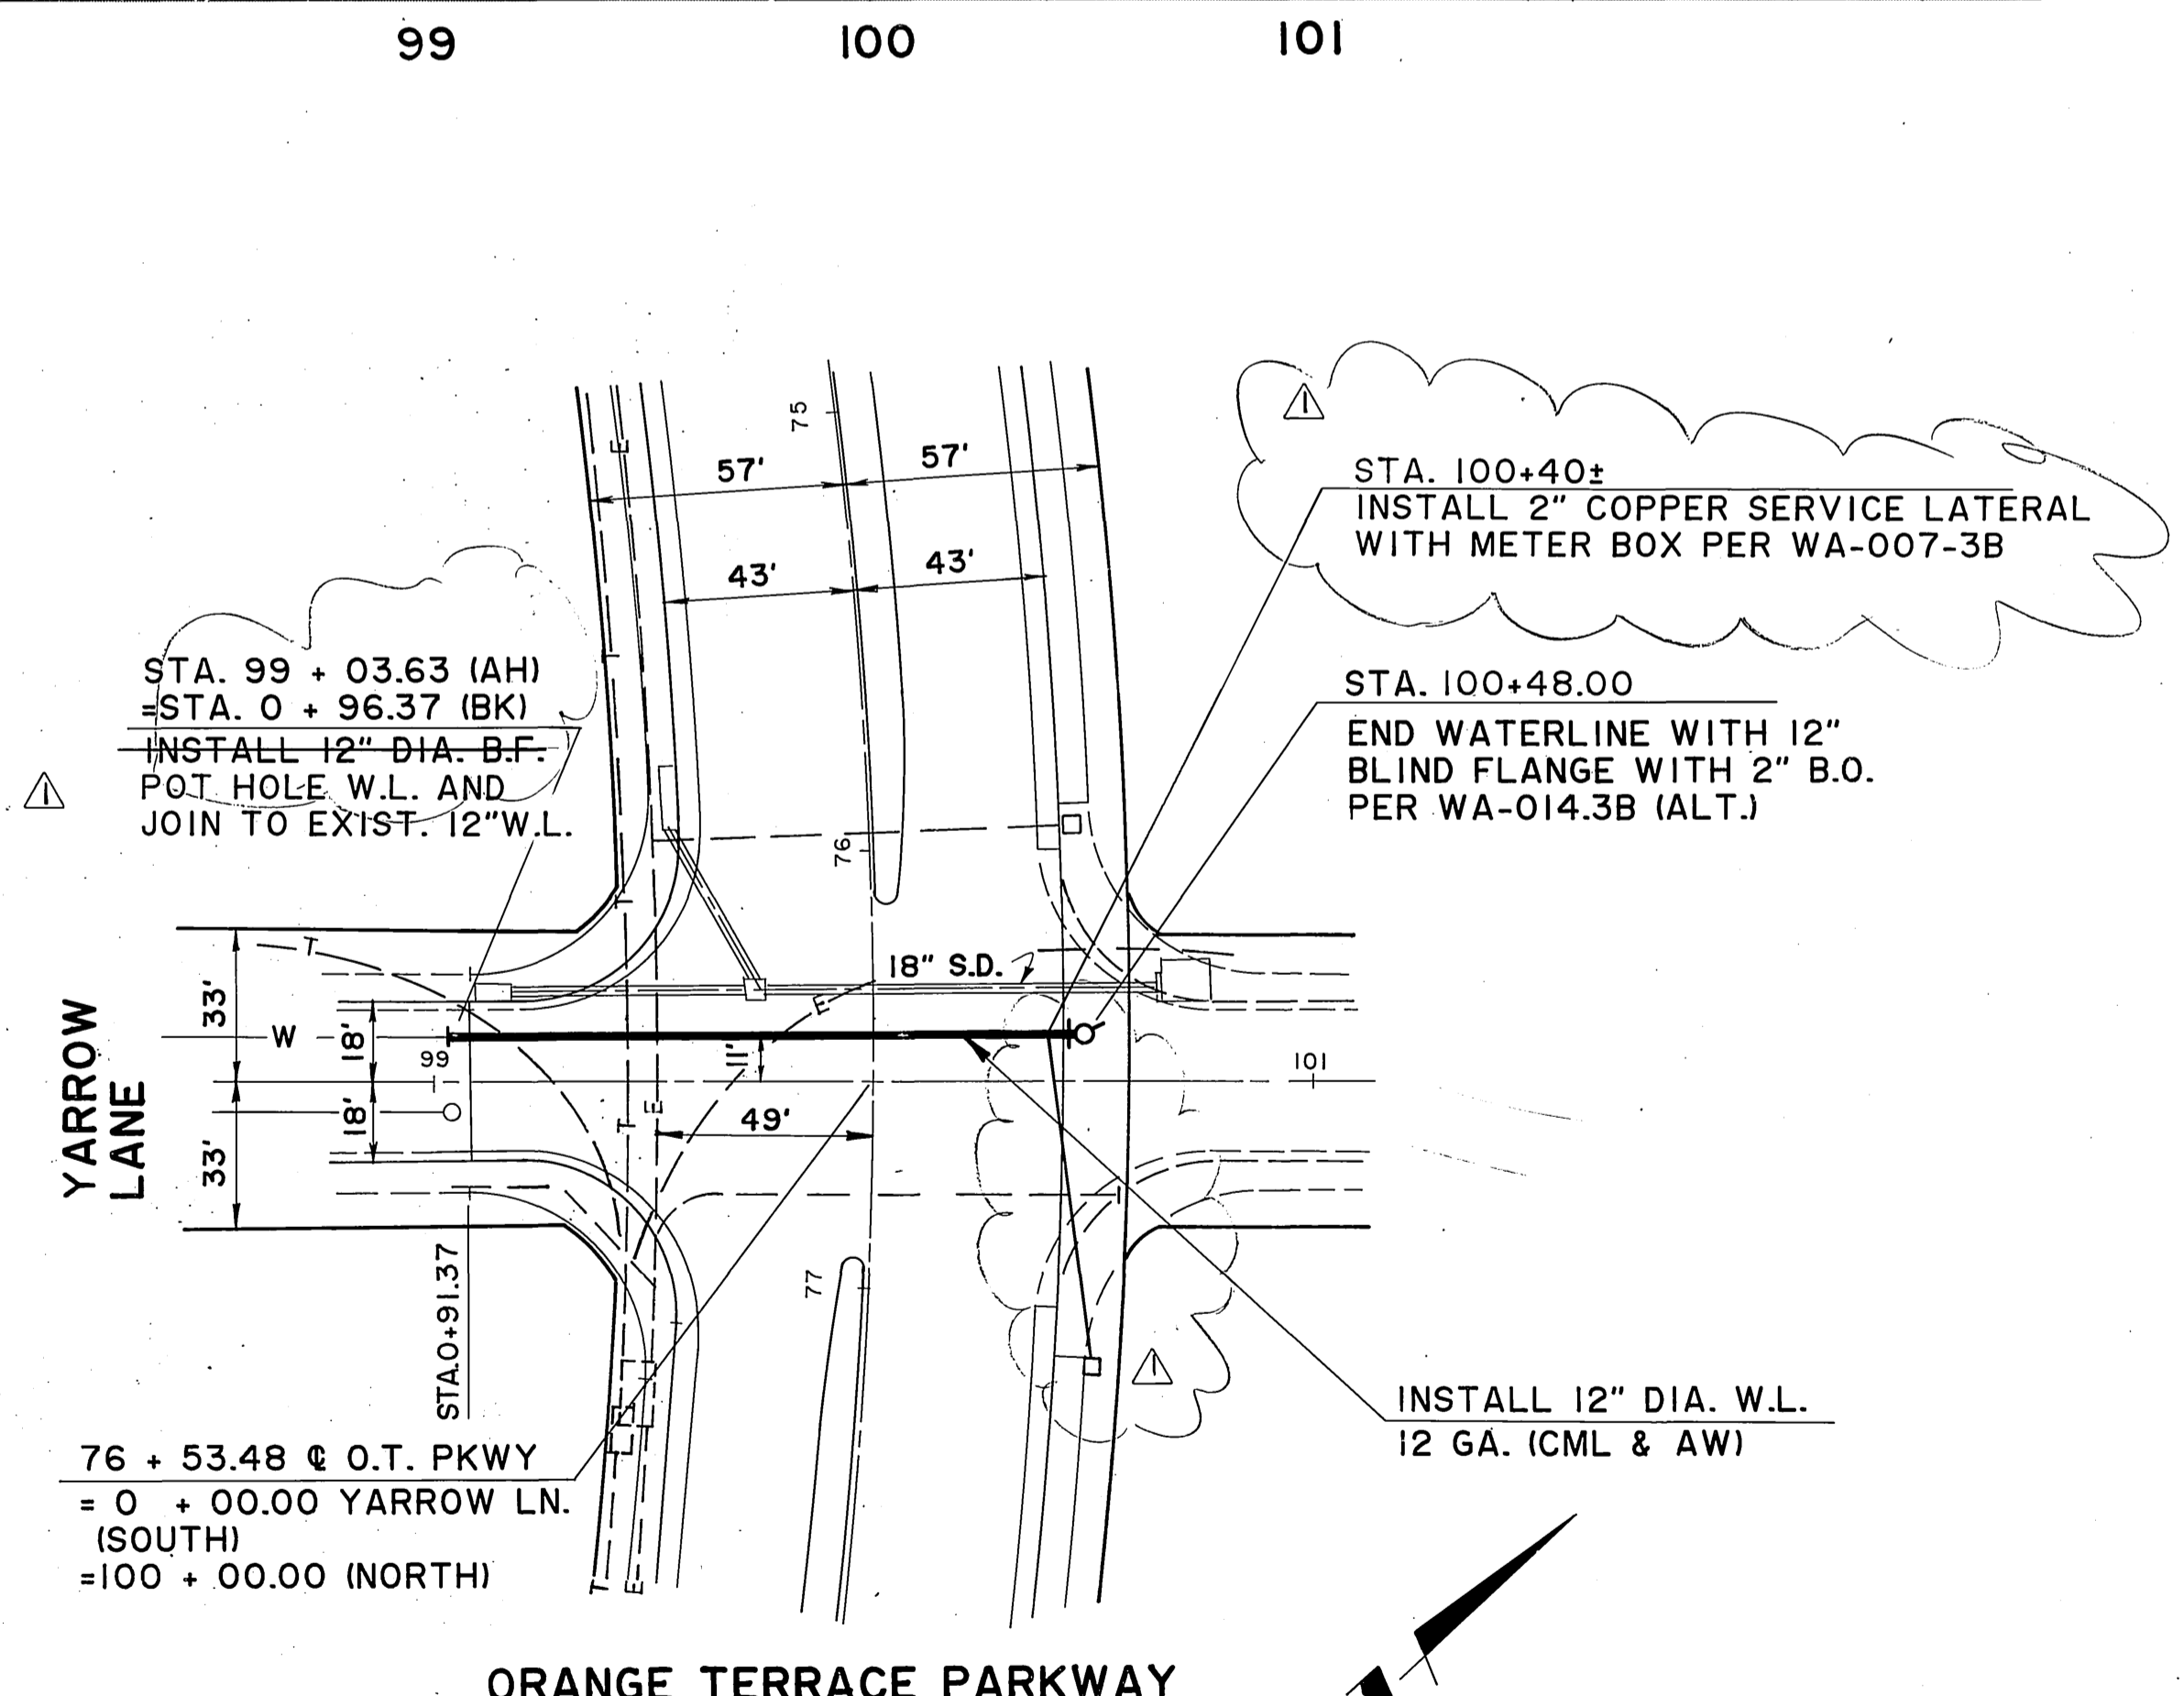 99 100 101
75
57' 57'
43' 43'
E
T
1
STA. 100+40±
INSTALL 2" COPPER SERVICE LATERAL
WITH METER BOX PER WA-007-3B
STA. 99 + 03.63 (AH)
=STA. 0 + 96.37 (BK)
INSTALL 12" DIA. B.F.
POT HOLE W.L. AND
JOIN TO EXIST. 12"W.L.
1
STA. 100+48.00
END WATERLINE WITH 12"
BLIND FLANGE WITH 2" B.O.
PER WA-014.3B (ALT.)
76
T
T
18" S.D.
E
33'
18'
W
99
11'
101
YARROW
LANE
18'
33'
T
E
49'
77
STA.0+91.37
1
INSTALL 12" DIA. W.L.
12 GA. (CML & AW)
76 + 53.48 ℄ O.T. PKWY
= 0 + 00.00 YARROW LN.
(SOUTH)
=100 + 00.00 (NORTH)
T
E
ORANGE TERRACE PARKWAY